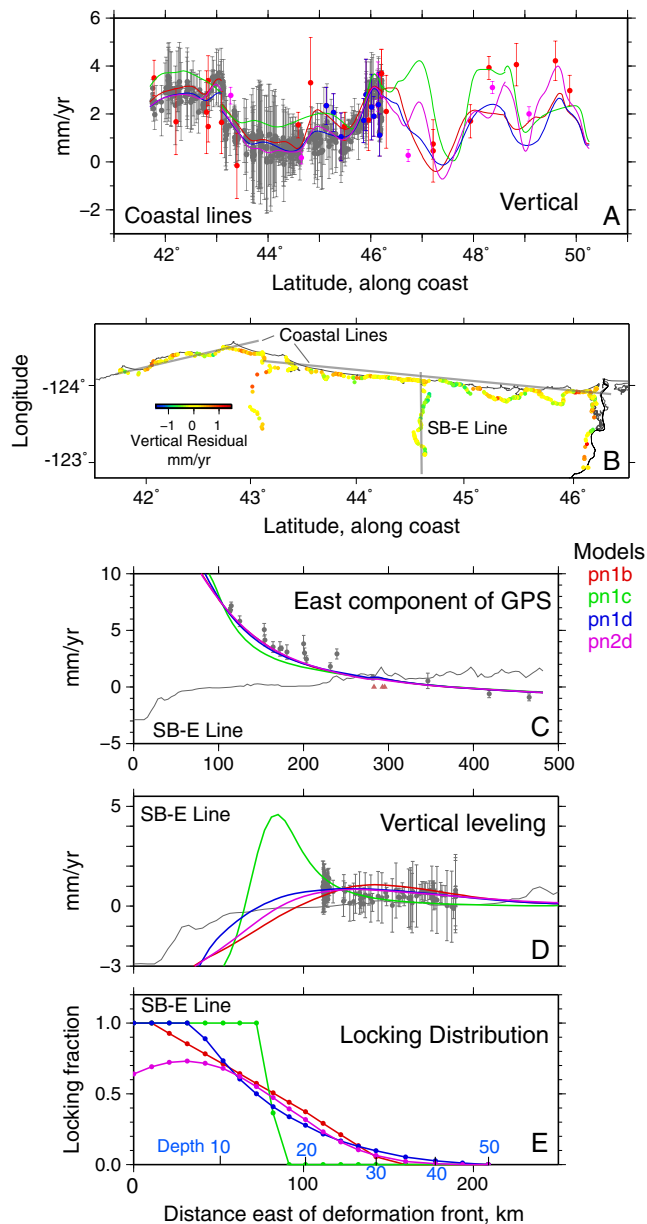 6
4
2
0
−2
mm/yr
Coastal lines
Vertical
A
42˚ 44˚ 46˚ 48˚ 50˚
Latitude, along coast
Coastal Lines
-124˚
-123˚
Longitude
−1 0 1
Vertical Residual
mm/yr
SB-E Line
B
42˚ 43˚ 44˚ 45˚ 46˚
Latitude, along coast
Models
pn1b
pn1c
pn1d
pn2d
10
5
0
−5
mm/yr
East component of GPS
SB-E Line
C
0 100 200 300 400 500
5
0
−3
mm/yr
SB-E Line
Vertical leveling
D
SB-E Line
1.0
0.5
0.0
Locking fraction
Locking Distribution
Depth 10 20 30 40 50
E
0 100 200
Distance east of deformation front, km